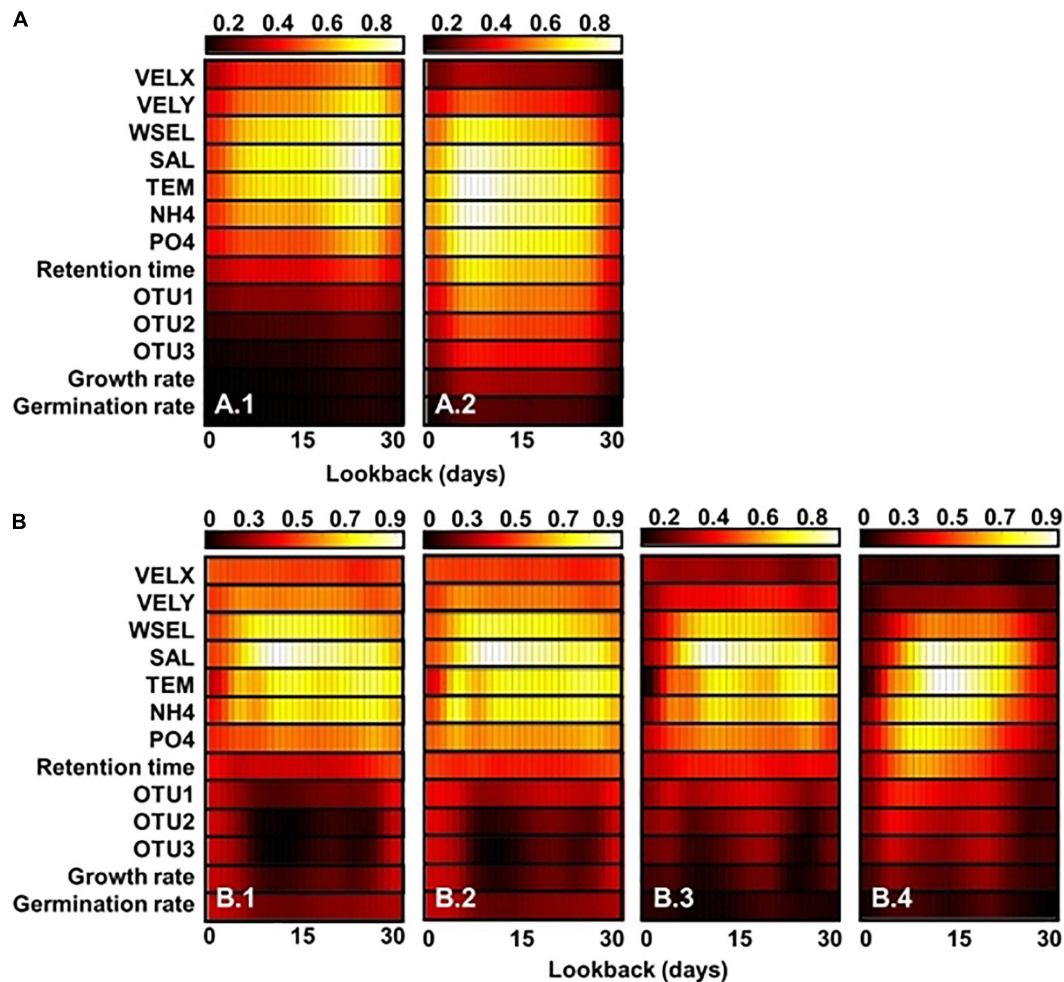 A
0.2 0.4 0.6 0.8
0.2 0.4 0.6 0.8
VELX
VELY
WSEL
SAL
TEM
NH4
PO4
Retention time
OTU1
OTU2
OTU3
Growth rate
Germination rate
A.1
A.2
0 15 30
0 15 30
Lookback (days)
B
0 0.3 0.5 0.7 0.9
0 0.3 0.5 0.7 0.9
0.2 0.4 0.6 0.8
0 0.3 0.5 0.7 0.9
VELX
VELY
WSEL
SAL
TEM
NH4
PO4
Retention time
OTU1
OTU2
OTU3
Growth rate
Germination rate
B.1
B.2
B.3
B.4
0 15 30
0 15 30
0 15 30
0 15 30
Lookback (days)